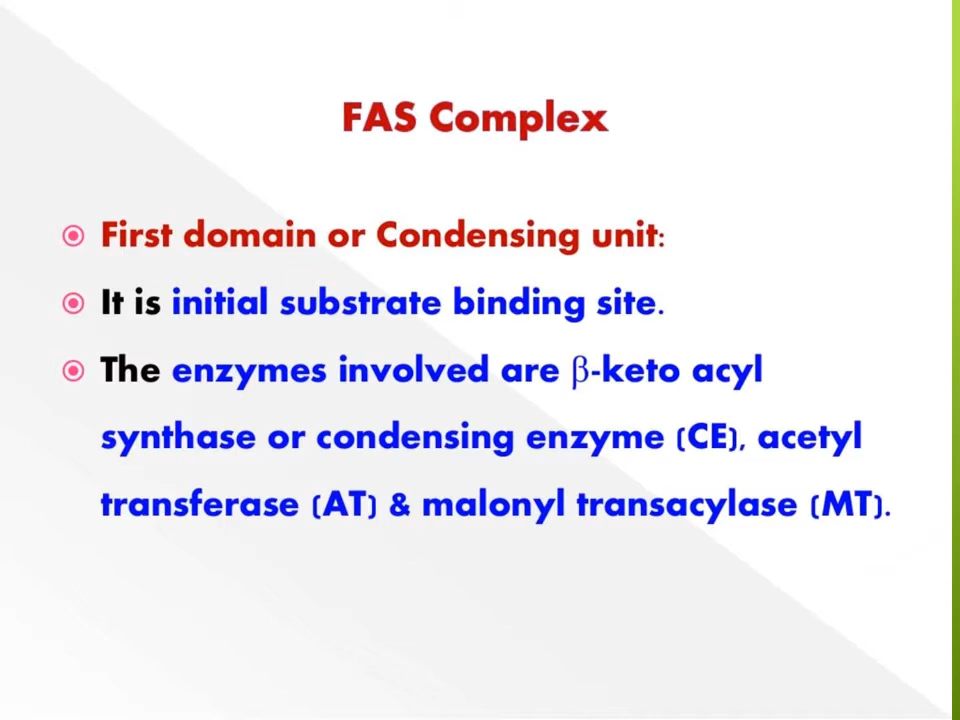 FAS Complex
First domain or Condensing unit:
It is initial substrate binding site.
The enzymes involved are β-keto acyl
synthase or condensing enzyme (CE), acetyl
transferase (AT) & malonyl transacylase (MT).